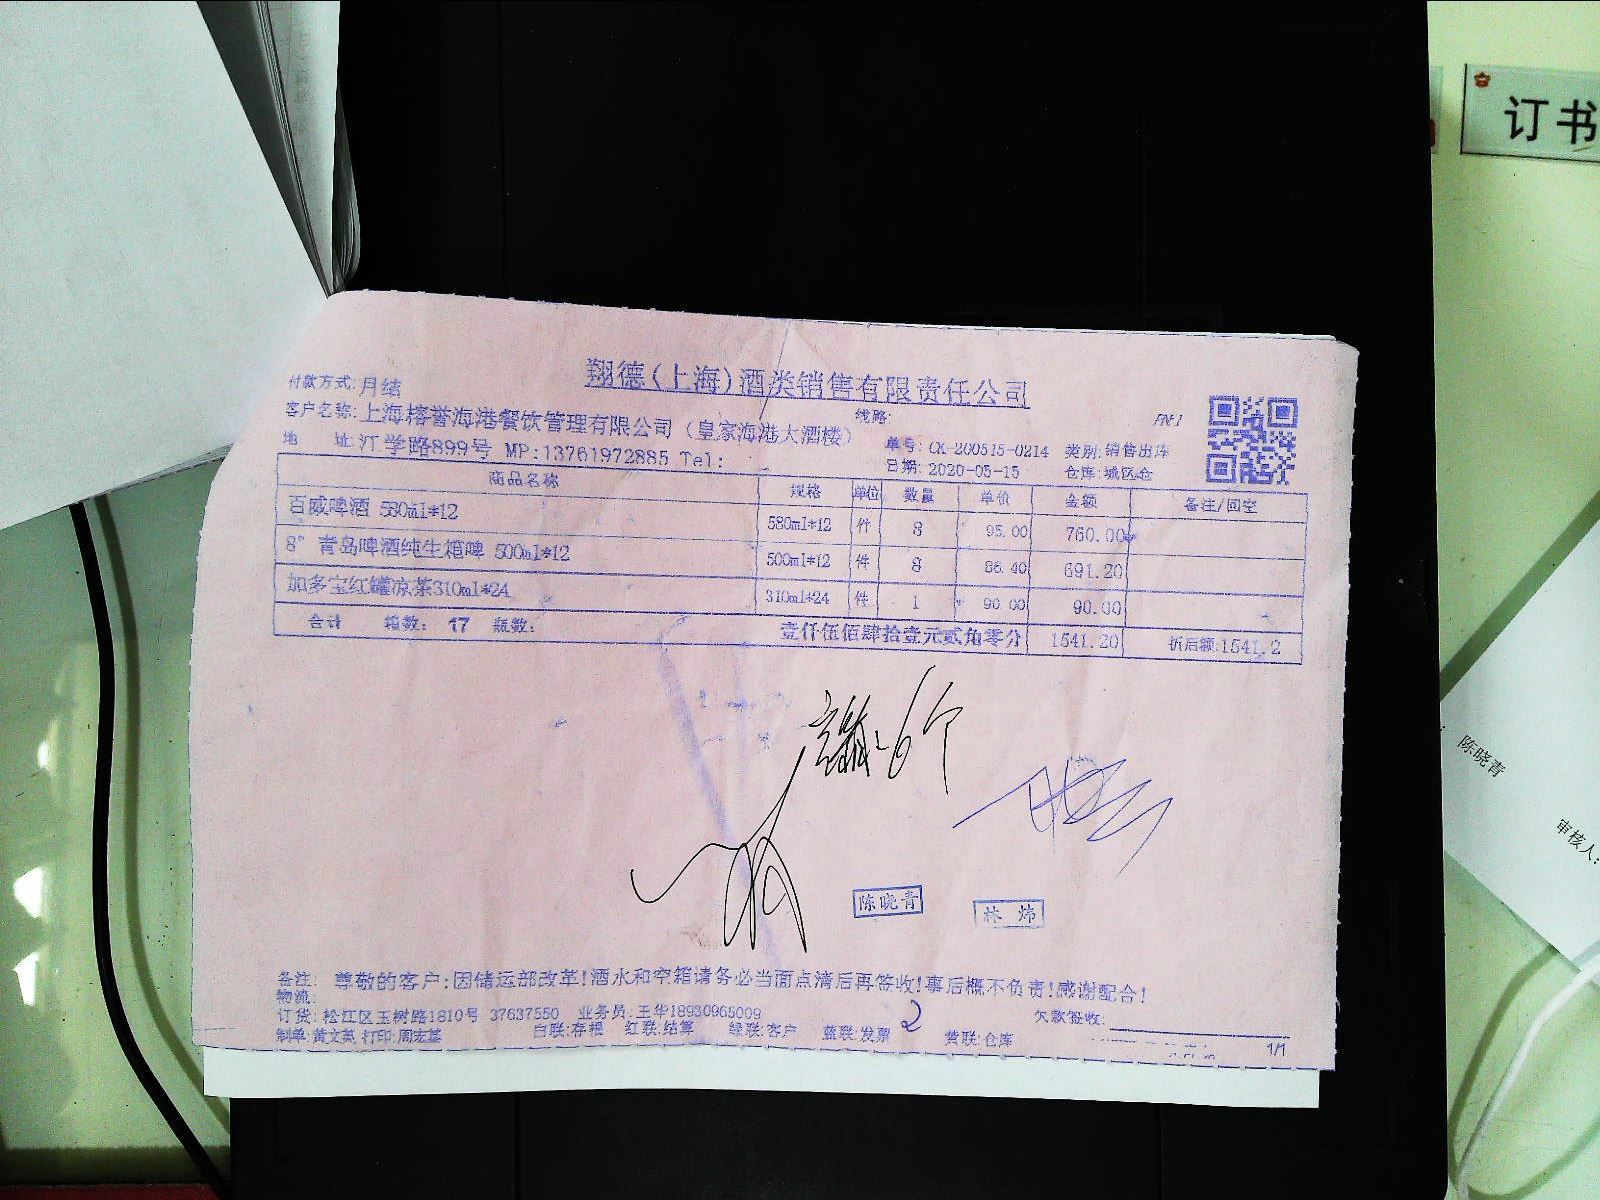 订书
翔德(上海)酒类销售有限责任公司
付款方式:月结
客户名称:上海榕誉海港餐饮管理有限公司(皇家海港大酒楼)
线路:
地 址:江学路899号 MP:13761972885 Tel:
单号:CK-200515-0214 类别:销售出库
日期:2020-05-15 仓库:城区仓
商品名称 规格 单位 数量 单价 金额 备注/回空
百威啤酒 580ml*12 580ml*12 件 8 95.00 760.00
8° 青岛啤酒纯生箱啤 500ml*12 500ml*12 件 8 86.40 691.20
加多宝红罐凉茶310ml*24 310ml*24 件 1 90.00 90.00
合计 箱数: 17 瓶数: 壹仟伍佰肆拾壹元贰角零分 1541.20 折后额:1541.2
6个
陈晓青
林炜
备注: 尊敬的客户:因储运部改革!酒水和空箱请务必当面点清后再签收!事后概不负责!感谢配合!
物流:
订货:松江区玉树路1810号 37637550 业务员:王华18930965009
欠款签收:
制单:黄文英 打印:周宏基 白联:存根 红联:结算 绿联:客户 蓝联:发票 2 黄联:仓库
1/1
陈晓青
审核人: